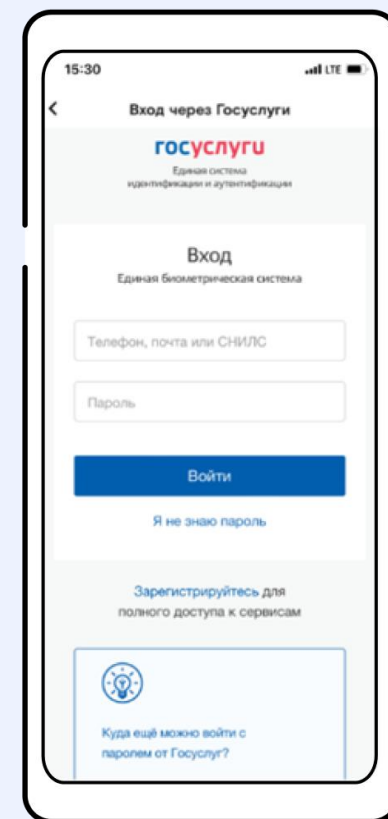 15:30
LTE
Вход через Госуслуги
госуслуги
Единая система
идентификации и аутентификации
Вход
Единая биометрическая система
Телефон, почта или СНИЛС
Пароль
Войти
Я не знаю пароль
Зарегистрируйтесь для
полного доступа к сервисам
Куда ещё можно войти с
паролем от Госуслуг?